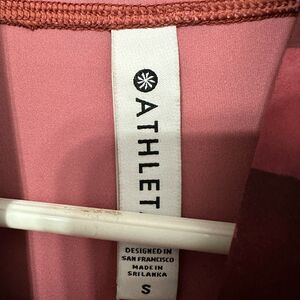 ATHLET
DESIGNED IN
SAN FRANCISCO
MADE IN
SRI LANKA
S